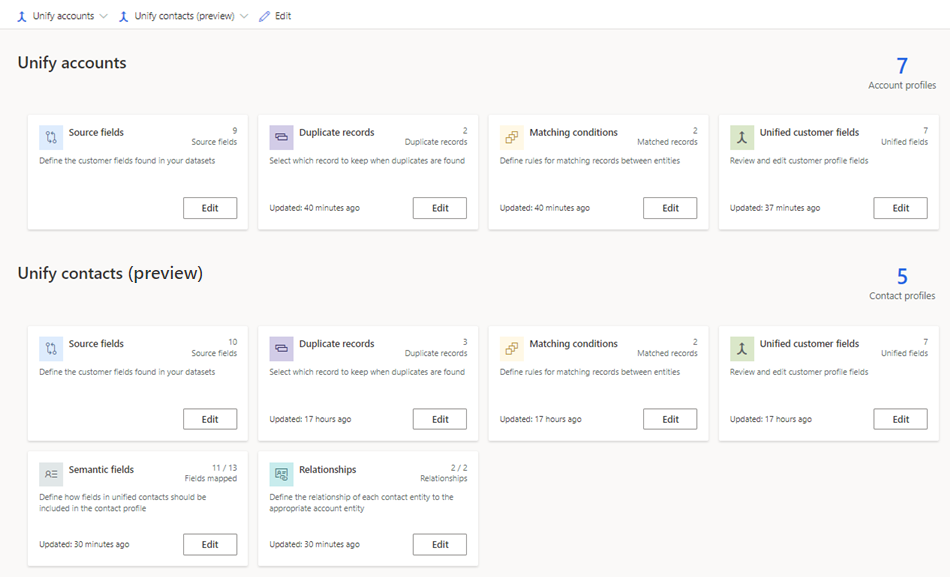 Unify accounts
Unify contacts (preview)
Edit
Unify accounts
7
Account profiles
Source fields
9
Source fields
Define the customer fields found in your datasets
Edit
Duplicate records
2
Duplicate records
Select which record to keep when duplicates are found
Updated: 40 minutes ago
Edit
Matching conditions
2
Matched records
Define rules for matching records between entities
Updated: 40 minutes ago
Edit
Unified customer fields
7
Unified fields
Review and edit customer profile fields
Updated: 37 minutes ago
Edit
Unify contacts (preview)
5
Contact profiles
Source fields
10
Source fields
Define the customer fields found in your datasets
Edit
Duplicate records
3
Duplicate records
Select which record to keep when duplicates are found
Updated: 17 hours ago
Edit
Matching conditions
2
Matched records
Define rules for matching records between entities
Updated: 17 hours ago
Edit
Unified customer fields
7
Unified fields
Review and edit customer profile fields
Updated: 17 hours ago
Edit
Semantic fields
11 / 13
Fields mapped
Define how fields in unified contacts should be
included in the contact profile
Updated: 30 minutes ago
Edit
Relationships
2 / 2
Relationships
Define the relationship of each contact entity to the
appropriate account entity
Updated: 30 minutes ago
Edit